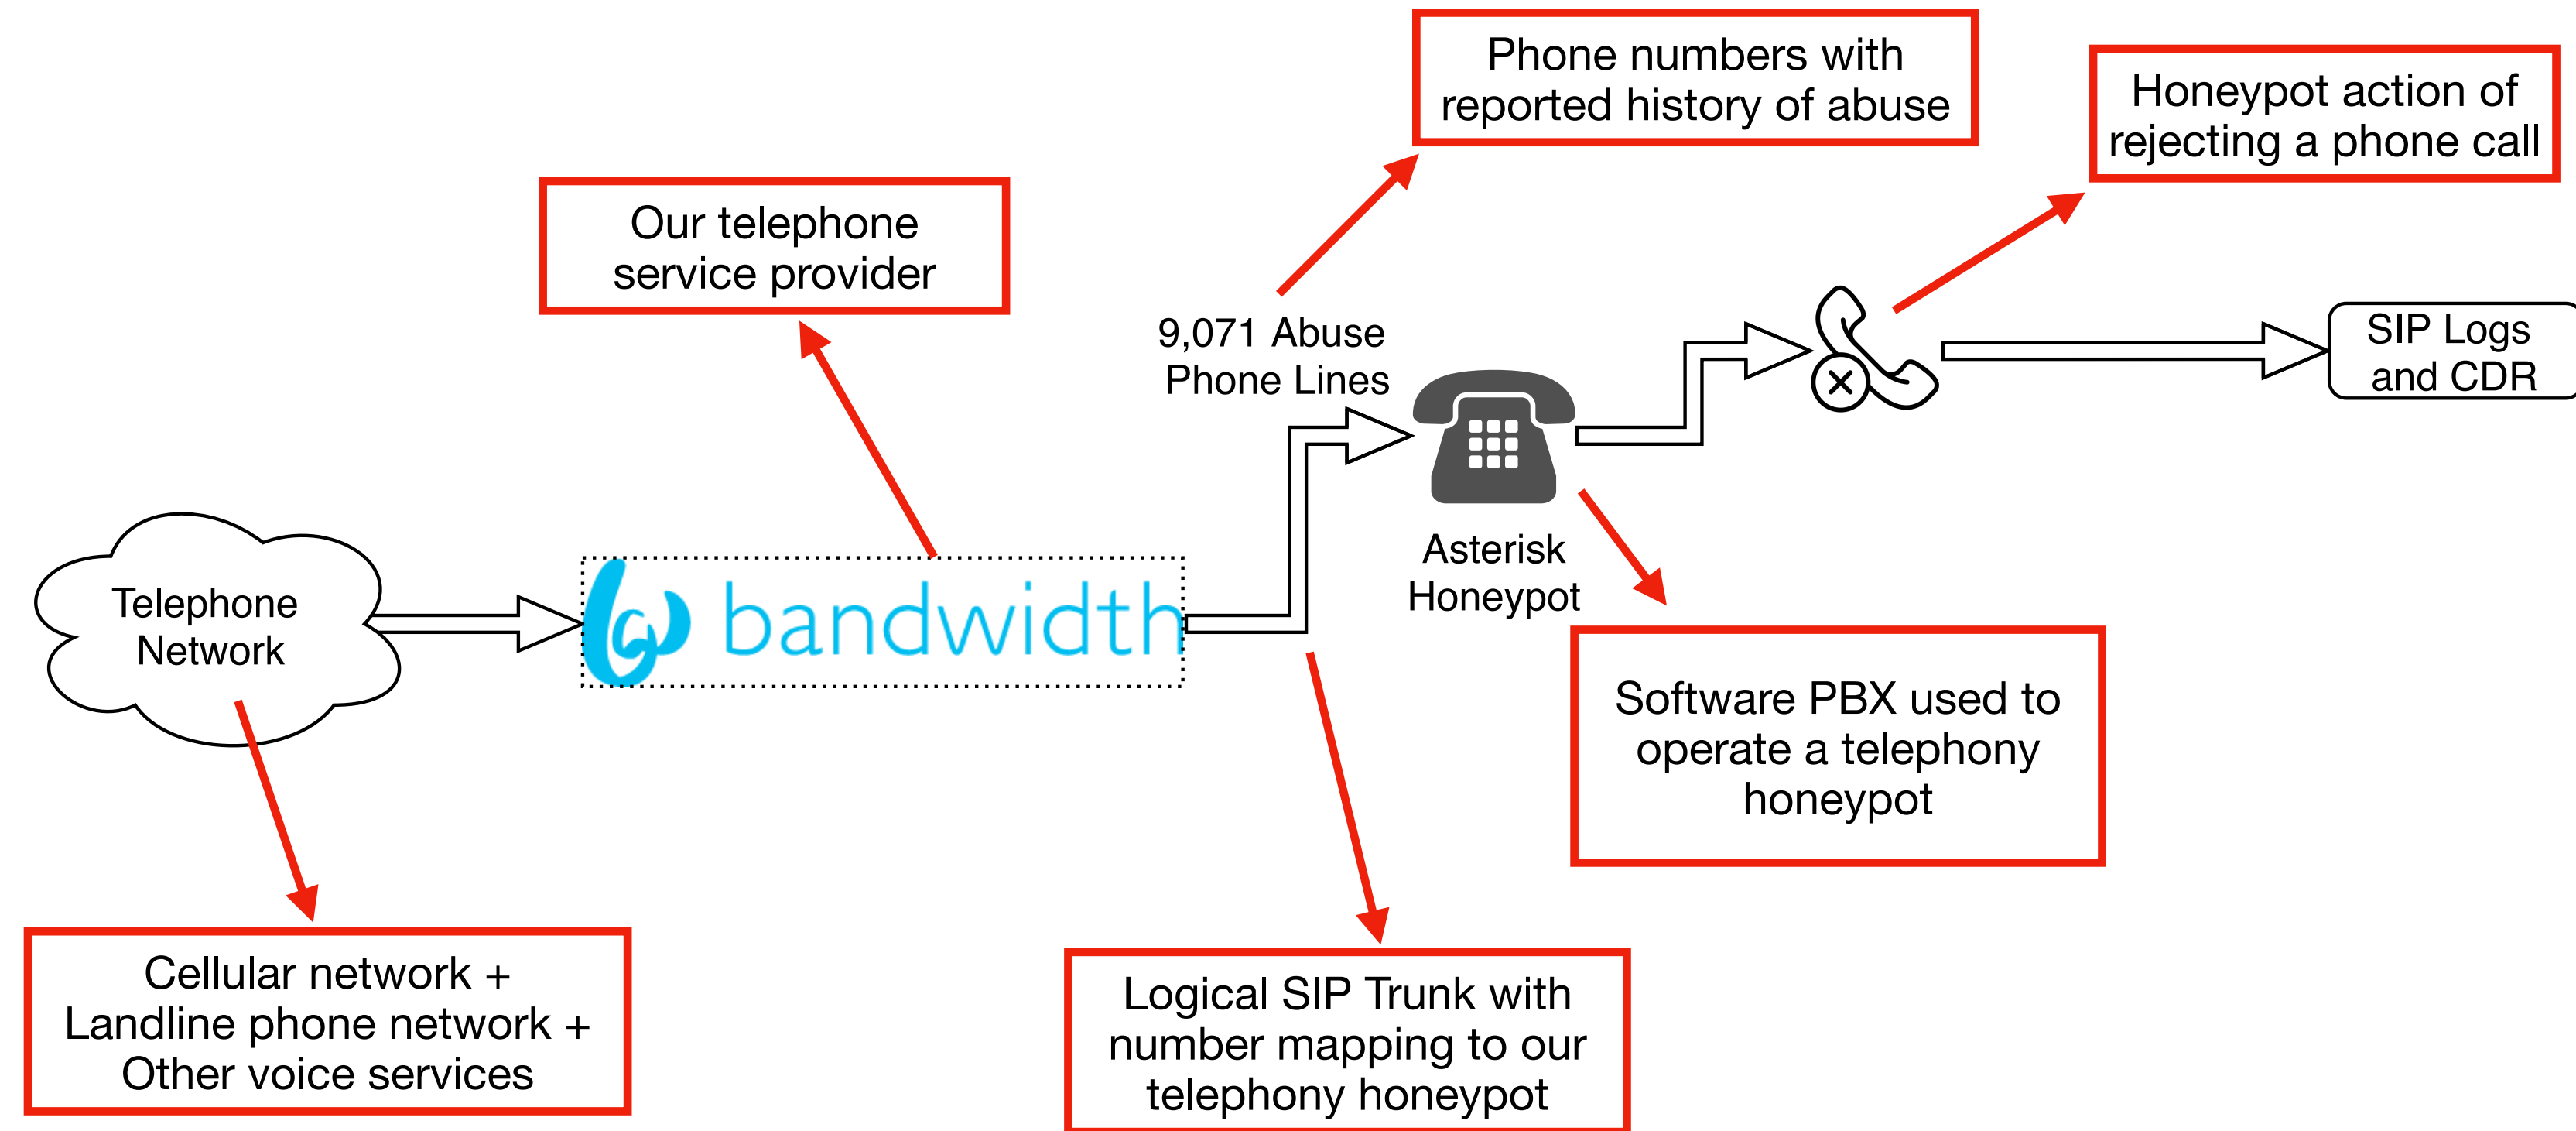 Phone numbers with
reported history of abuse
Honeypot action of
rejecting a phone call
Our telephone
service provider
9,071 Abuse
Phone Lines
SIP Logs
and CDR
Asterisk
Honeypot
Telephone
Network
bandwidth
Software PBX used to
operate a telephony
honeypot
Cellular network +
Landline phone network +
Other voice services
Logical SIP Trunk with
number mapping to our
telephony honeypot